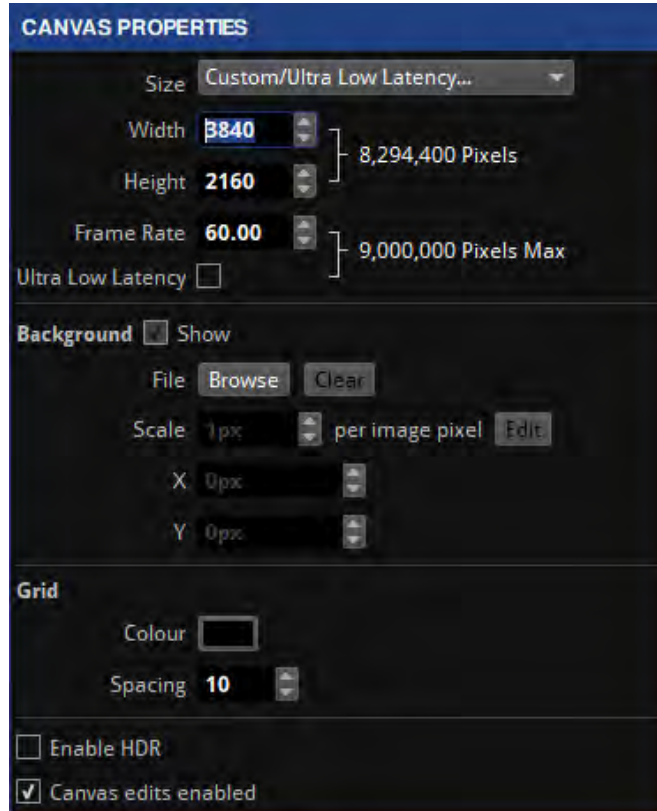 CANVAS PROPERTIES
Size Custom/Ultra Low Latency...
Width 3840
8,294,400 Pixels
Height 2160
Frame Rate 60.00
9,000,000 Pixels Max
Ultra Low Latency
Background Show
File Browse Clear
Scale 1px per image pixel Edit
X 0px
Y 0px
Grid
Colour
Spacing 10
Enable HDR
Canvas edits enabled